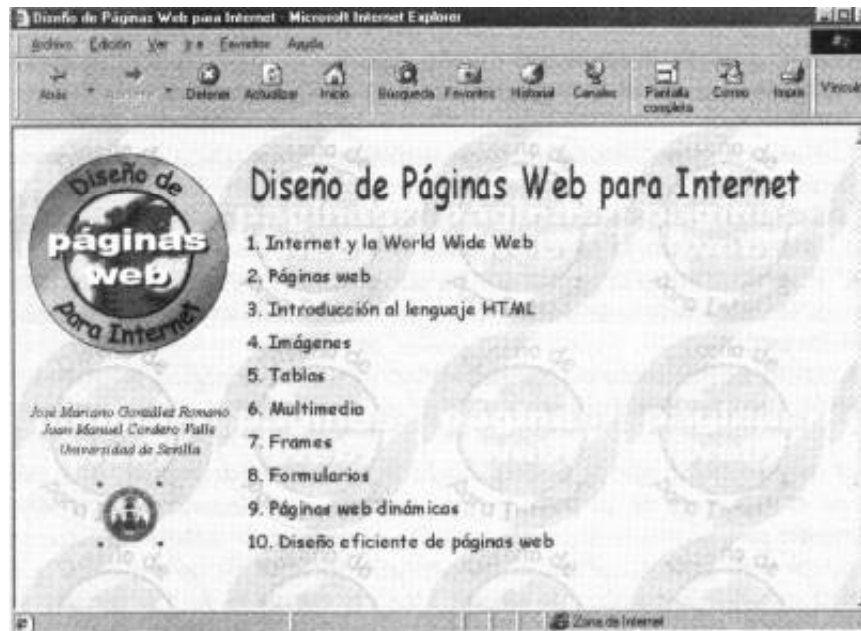 Diseño de Páginas Web para Internet - Microsoft Internet Explorer
Archivo Edición Ver Ir a Favoritos Ayuda
Atrás Adelante Detener Actualizar Inicio Búsqueda Favoritos Historial Canales Pantalla completa Correo Imprimir Vínculo
Diseño de
páginas
web
para Internet
Diseño de Páginas Web para Internet
1. Internet y la World Wide Web
2. Páginas web
3. Introducción al lenguaje HTML
4. Imágenes
5. Tablas
6. Multimedia
7. Frames
8. Formularios
9. Páginas web dinámicas
10. Diseño eficiente de páginas web
José Mariano González Romano
Juan Manuel Cordero Valle
Universidad de Sevilla
Zona de Internet